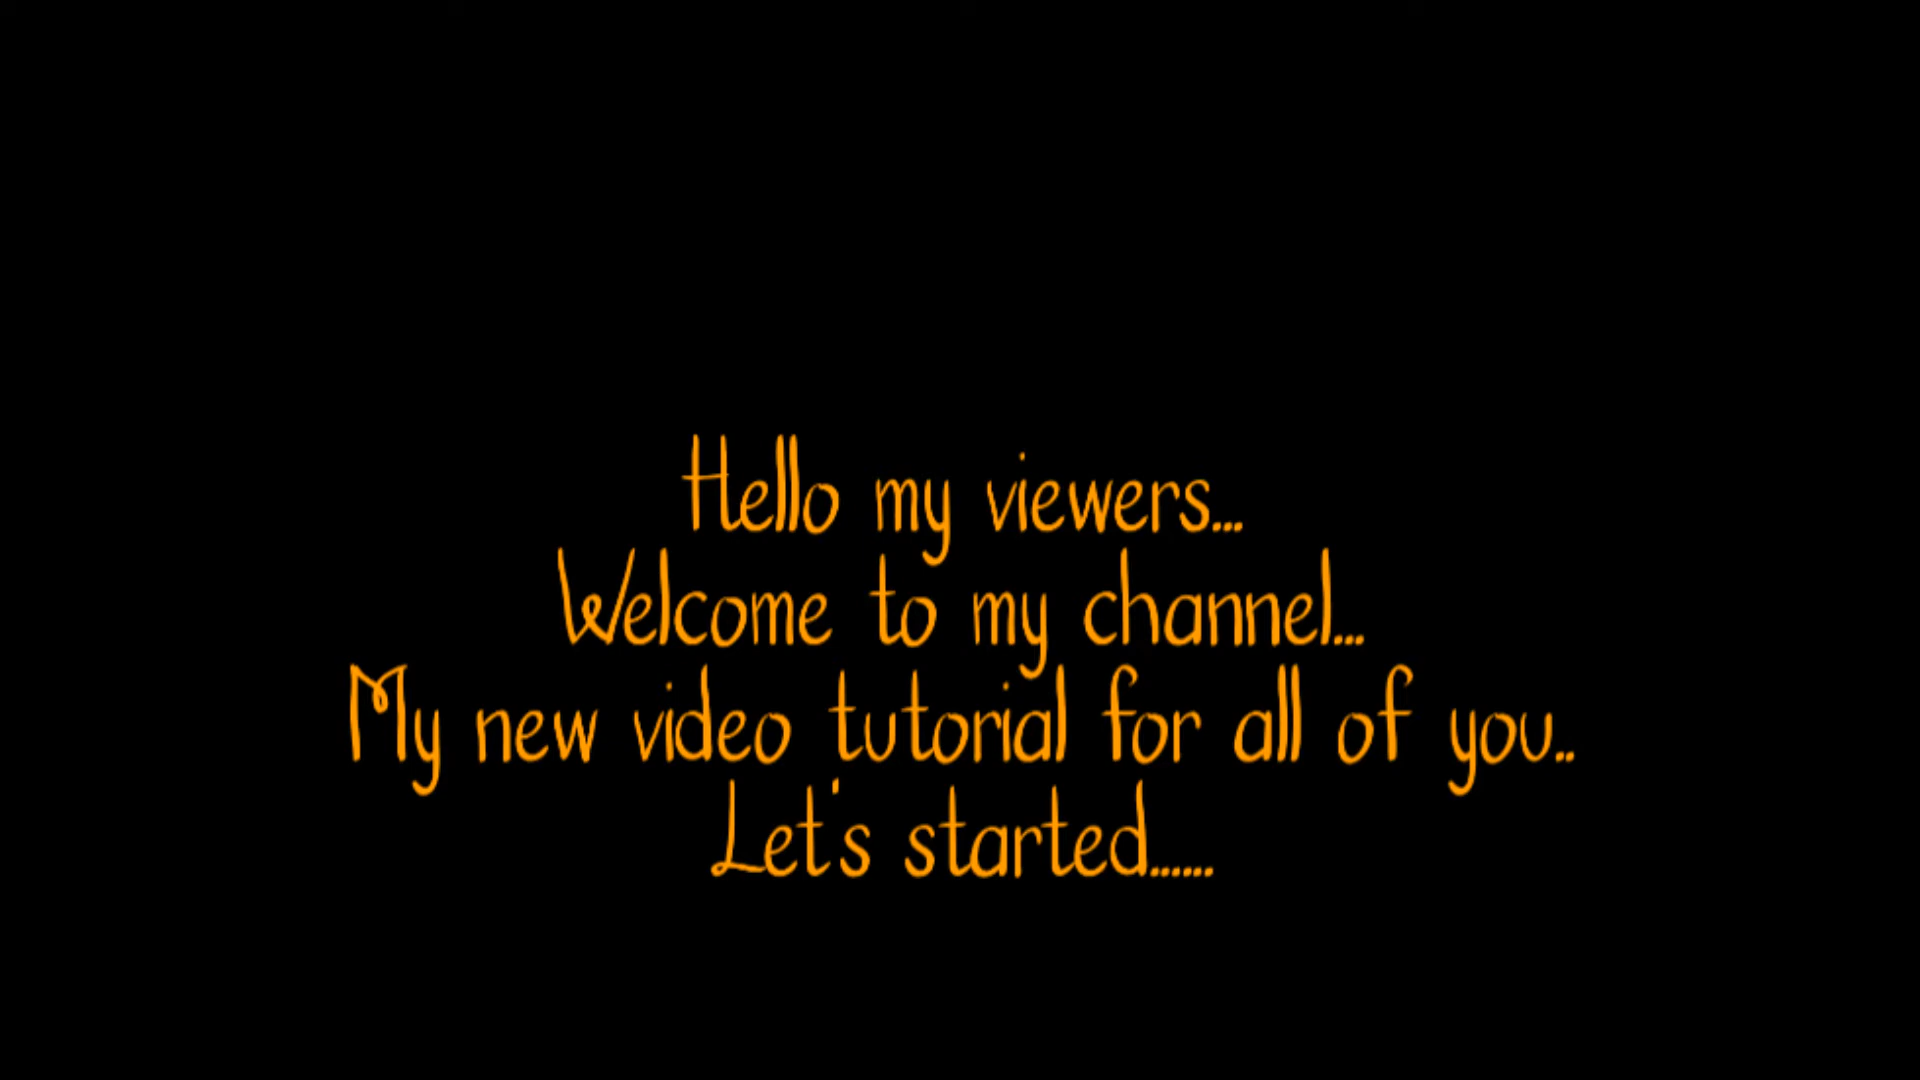 Hello my viewers...
Welcome to my channel...
My new video tutorial for all of you..
Let's started......